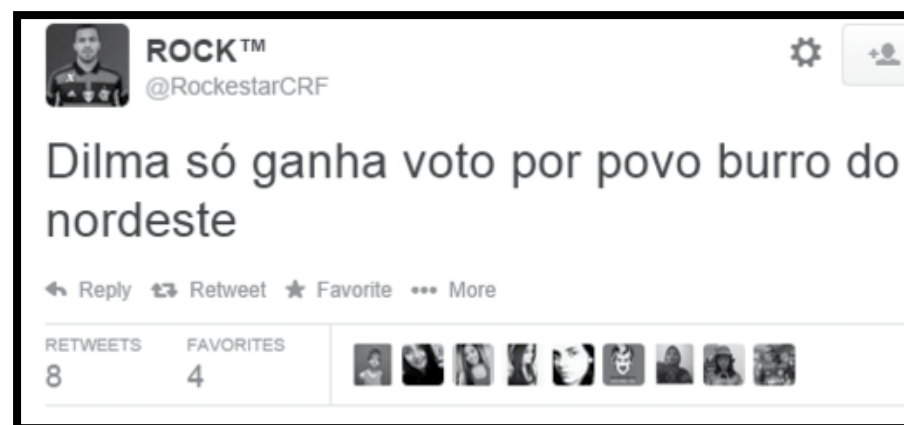 ROCK™
@RockestarCRF
Dilma só ganha voto por povo burro do
nordeste
Reply Retweet Favorite ••• More
RETWEETS FAVORITES
8 4